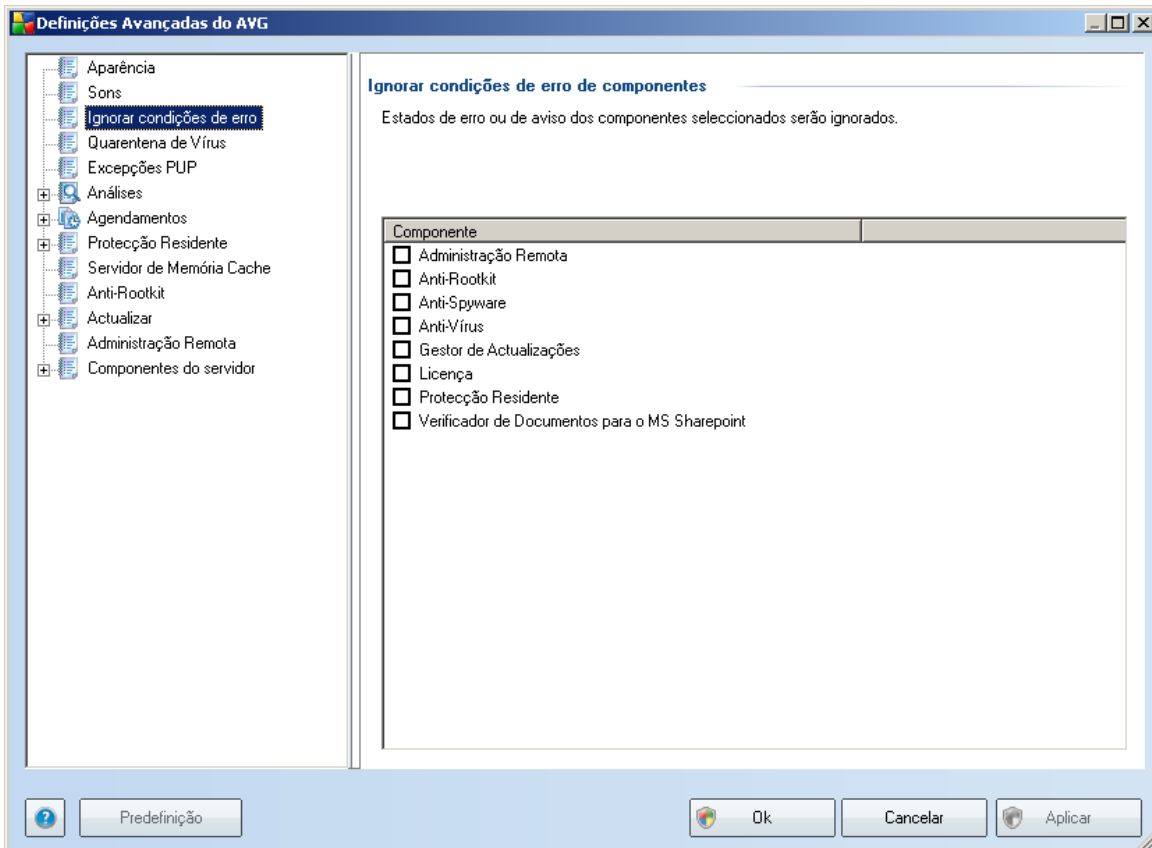 Definições Avançadas do AVG
Aparência
Sons
Ignorar condições de erro
Quarentena de Vírus
Excepções PUP
Análises
Agendamentos
Protecção Residente
Servidor de Memória Cache
Anti-Rootkit
Actualizar
Administração Remota
Componentes do servidor
Ignorar condições de erro de componentes
Estados de erro ou de aviso dos componentes seleccionados serão ignorados.
Componente
Administração Remota
Anti-Rootkit
Anti-Spyware
Anti-Vírus
Gestor de Actualizações
Licença
Protecção Residente
Verificador de Documentos para o MS Sharepoint
Predefinição
Ok
Cancelar
Aplicar